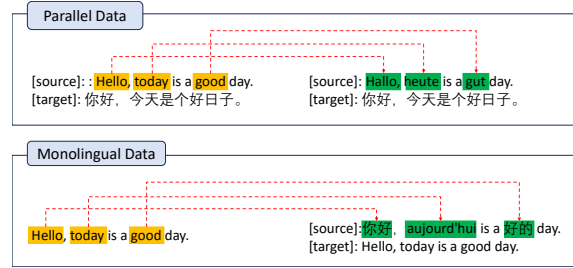 Parallel Data
[source]: : Hello, today is a good day.
[target]: 你好，今天是个好日子。
[source]: Hallo, heute is a gut day.
[target]: 你好，今天是个好日子。
Monolingual Data
Hello, today is a good day.
[source]:你好，aujourd'hui is a 好的 day.
[target]: Hello, today is a good day.